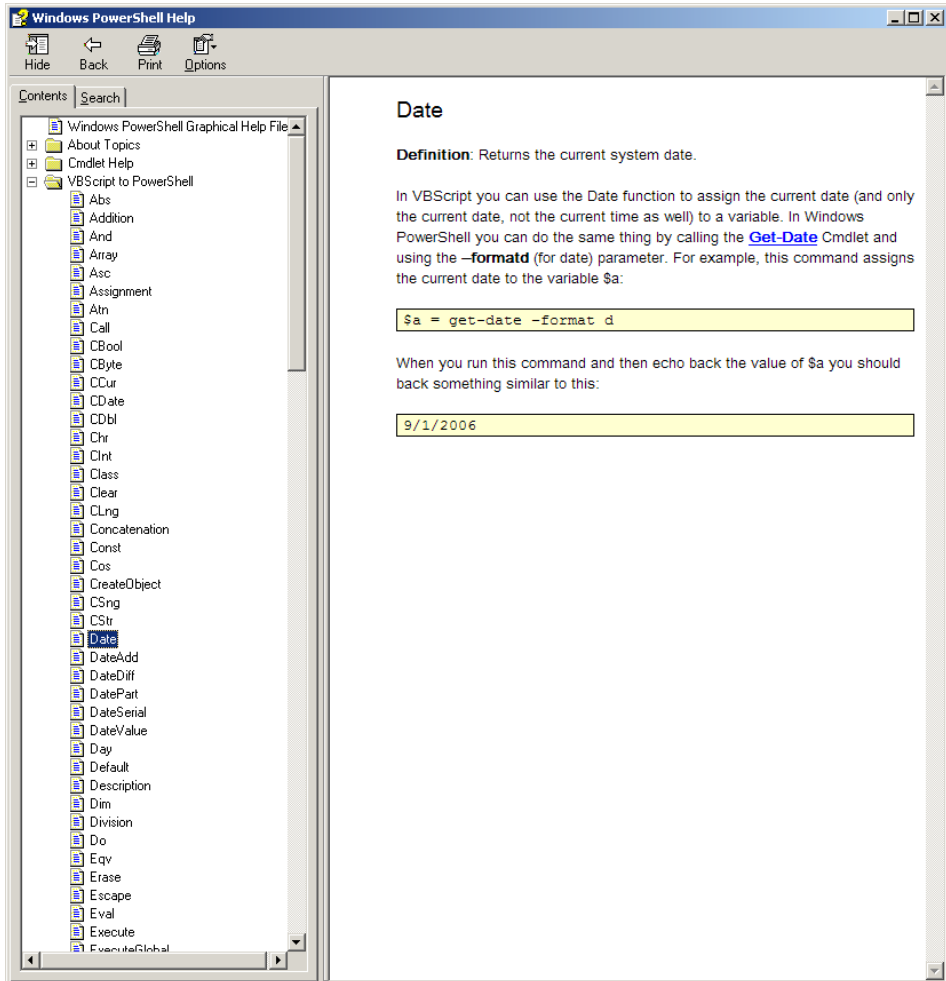 Windows PowerShell Help
Hide Back Print Options
Contents Search
Windows PowerShell Graphical Help File
About Topics
Cmdlet Help
VBScript to PowerShell
Abs
Addition
And
Array
Asc
Assignment
Atn
Call
CBool
CByte
CCur
CDate
CDbl
Chr
CInt
Class
Clear
CLng
Concatenation
Const
Cos
CreateObject
CSng
CStr
Date
DateAdd
DateDiff
DatePart
DateSerial
DateValue
Day
Default
Description
Dim
Division
Do
Eqv
Erase
Escape
Eval
Execute
ExecuteGlobal
Date
Definition: Returns the current system date.
In VBScript you can use the Date function to assign the current date (and only
the current date, not the current time as well) to a variable. In Windows
PowerShell you can do the same thing by calling the Get-Date Cmdlet and
using the –formatd (for date) parameter. For example, this command assigns
the current date to the variable $a:
$a = get-date –format d
When you run this command and then echo back the value of $a you should
back something similar to this:
9/1/2006